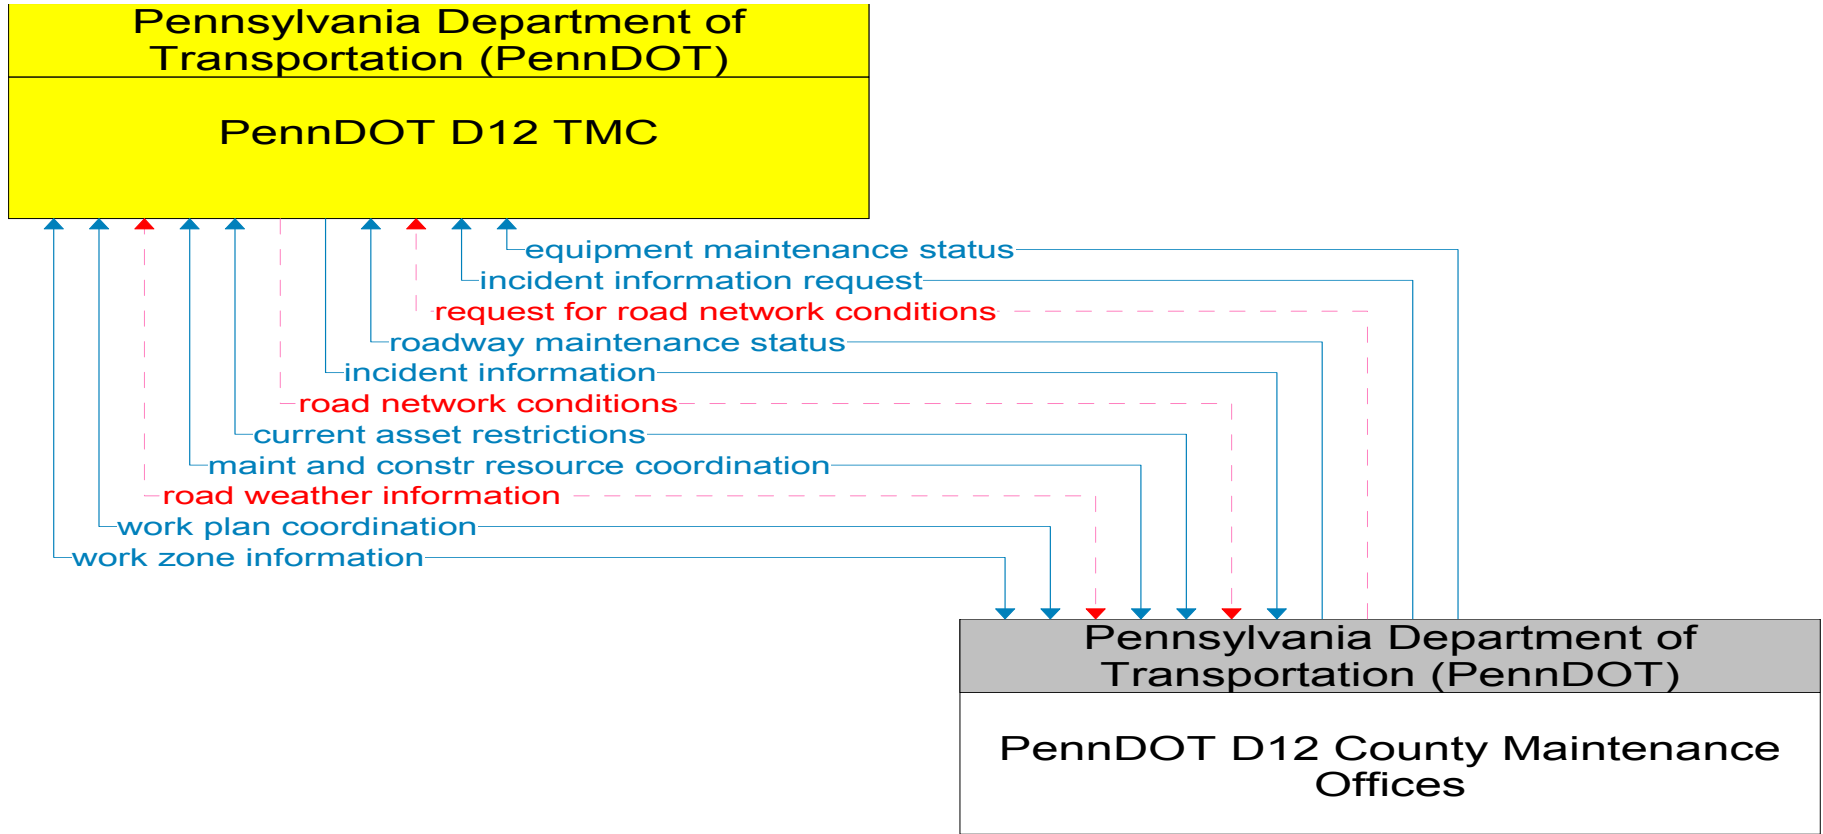 Pennsylvania Department of
Transportation (PennDOT)
PennDOT D12 TMC
equipment maintenance status
incident information request
request for road network conditions
roadway maintenance status
incident information
road network conditions
current asset restrictions
maint and constr resource coordination
road weather information
work plan coordination
work zone information
Pennsylvania Department of
Transportation (PennDOT)
PennDOT D12 County Maintenance
Offices